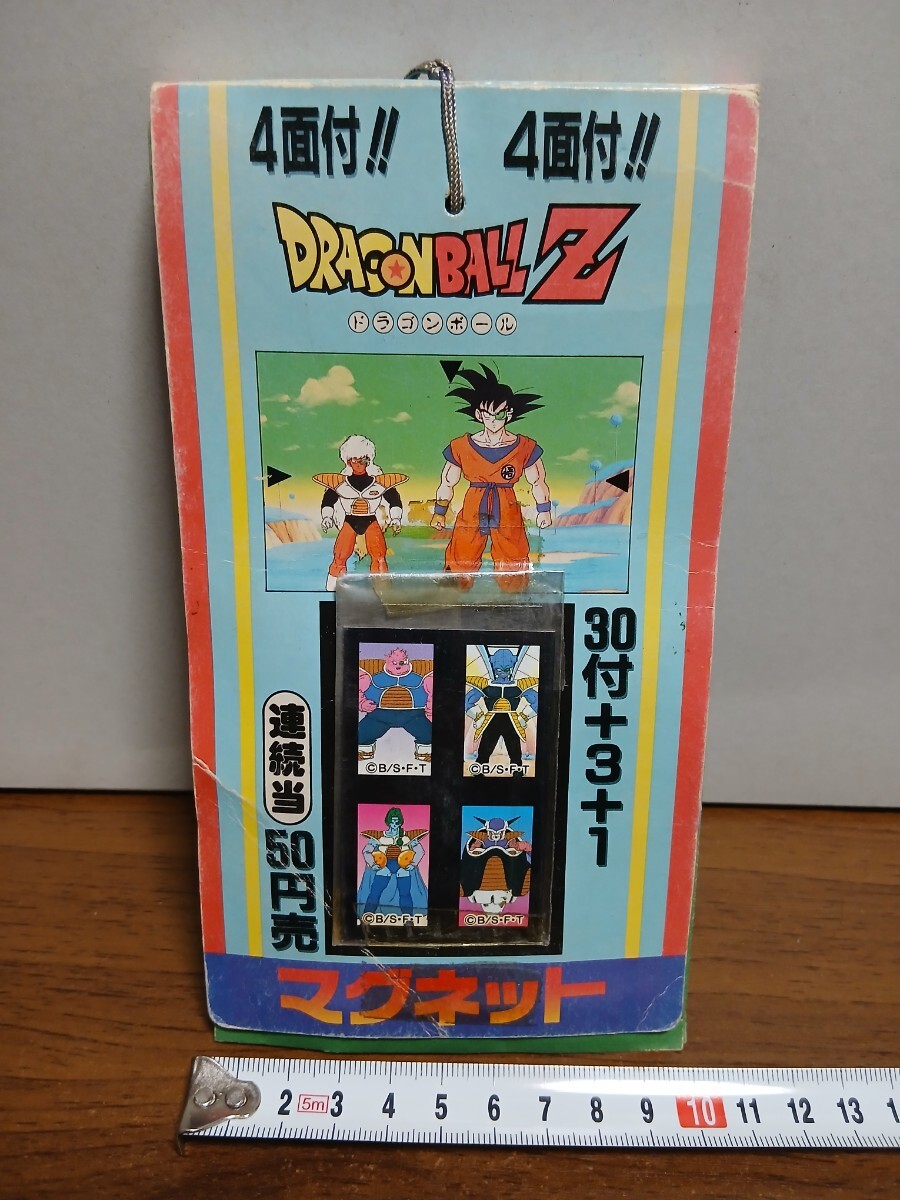 4面付!! 4面付!!
DRAGONBALL Z
ドラゴンボール
悟
30付+3+1
連続当
50円売
©B/S・F・T ©B/S・F・T
©B/S・F・T ©B/S・F・T
マグネット
2 5m 3 4 5 6 7 8 9 10 11 12 13 1